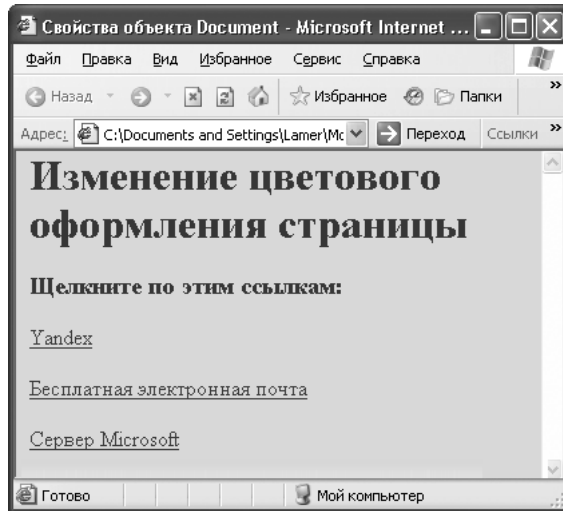 Свойства объекта Document - Microsoft Internet ...
Файл Правка Вид Избранное Сервис Справка
Назад Избранное Папки »
Адрес: C:\Documents and Settings\Lamer\Mc Переход Ссылки »
Изменение цветового
оформления страницы
Щелкните по этим ссылкам:
Yandex
Бесплатная электронная почта
Сервер Microsoft
Готово Мой компьютер